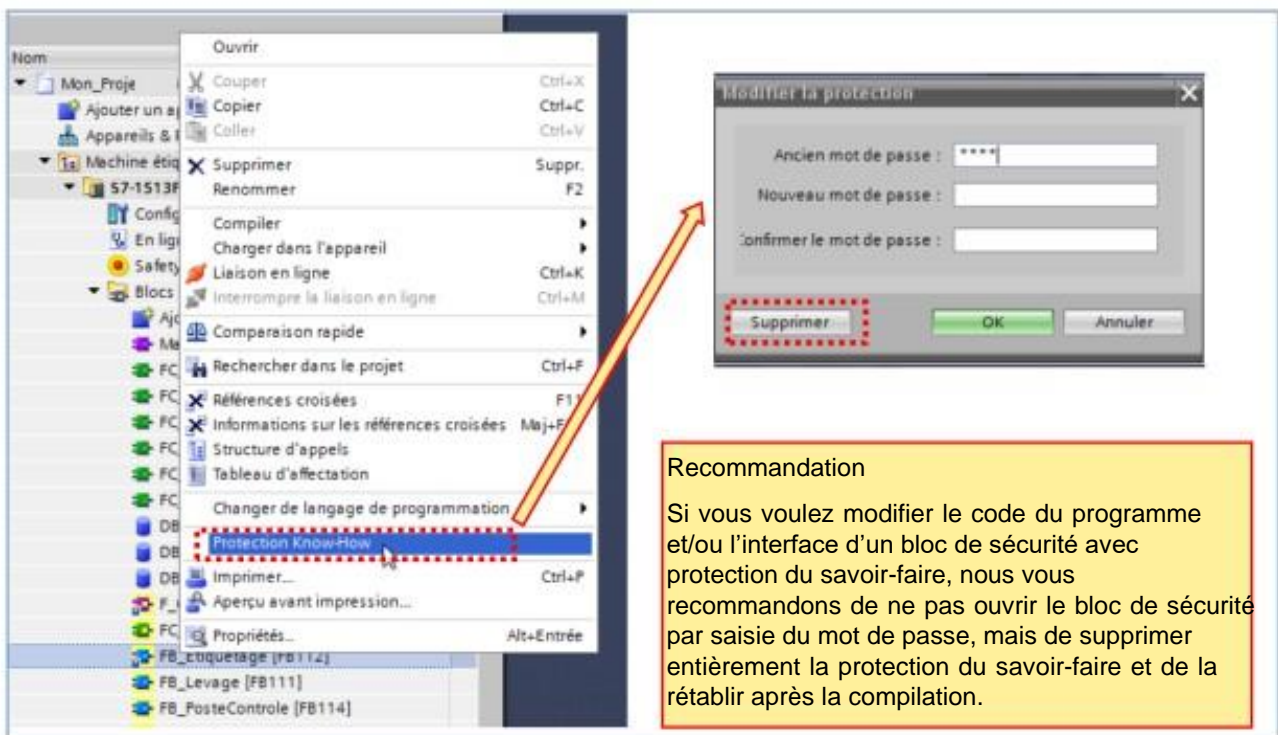 Nom
Mon_Proje
Ajouter un a
Appareils &
Machine étiq
S7-1513F
Config
En lig
Safety
Blocs
Ajo
Ma
FC
FC
FC
FC
FC
FC
DB
DB
DB
F_
FC
FB_Etiquetage [FB112]
FB_Levage [FB111]
FB_PosteControle [FB114]
Ouvrir
Couper Ctrl+X
Copier Ctrl+C
Coller Ctrl+V
Supprimer Suppr.
Renommer F2
Compiler
Charger dans l'appareil
Liaison en ligne Ctrl+K
Interrompre la liaison en ligne Ctrl+M
Comparaison rapide
Rechercher dans le projet Ctrl+F
Références croisées F11
Informations sur les références croisées Maj+F
Structure d'appels
Tableau d'affectation
Changer de langage de programmation
Protection Know-How
Imprimer... Ctrl+P
Aperçu avant impression...
Propriétés... Alt+Entrée
Modifier la protection
Ancien mot de passe : ****
Nouveau mot de passe :
Confirmer le mot de passe :
Supprimer OK Annuler
Recommandation
Si vous voulez modifier le code du programme
et/ou l’interface d’un bloc de sécurité avec
protection du savoir-faire, nous vous
recommandons de ne pas ouvrir le bloc de sécurité
par saisie du mot de passe, mais de supprimer
entièrement la protection du savoir-faire et de la
rétablir après la compilation.